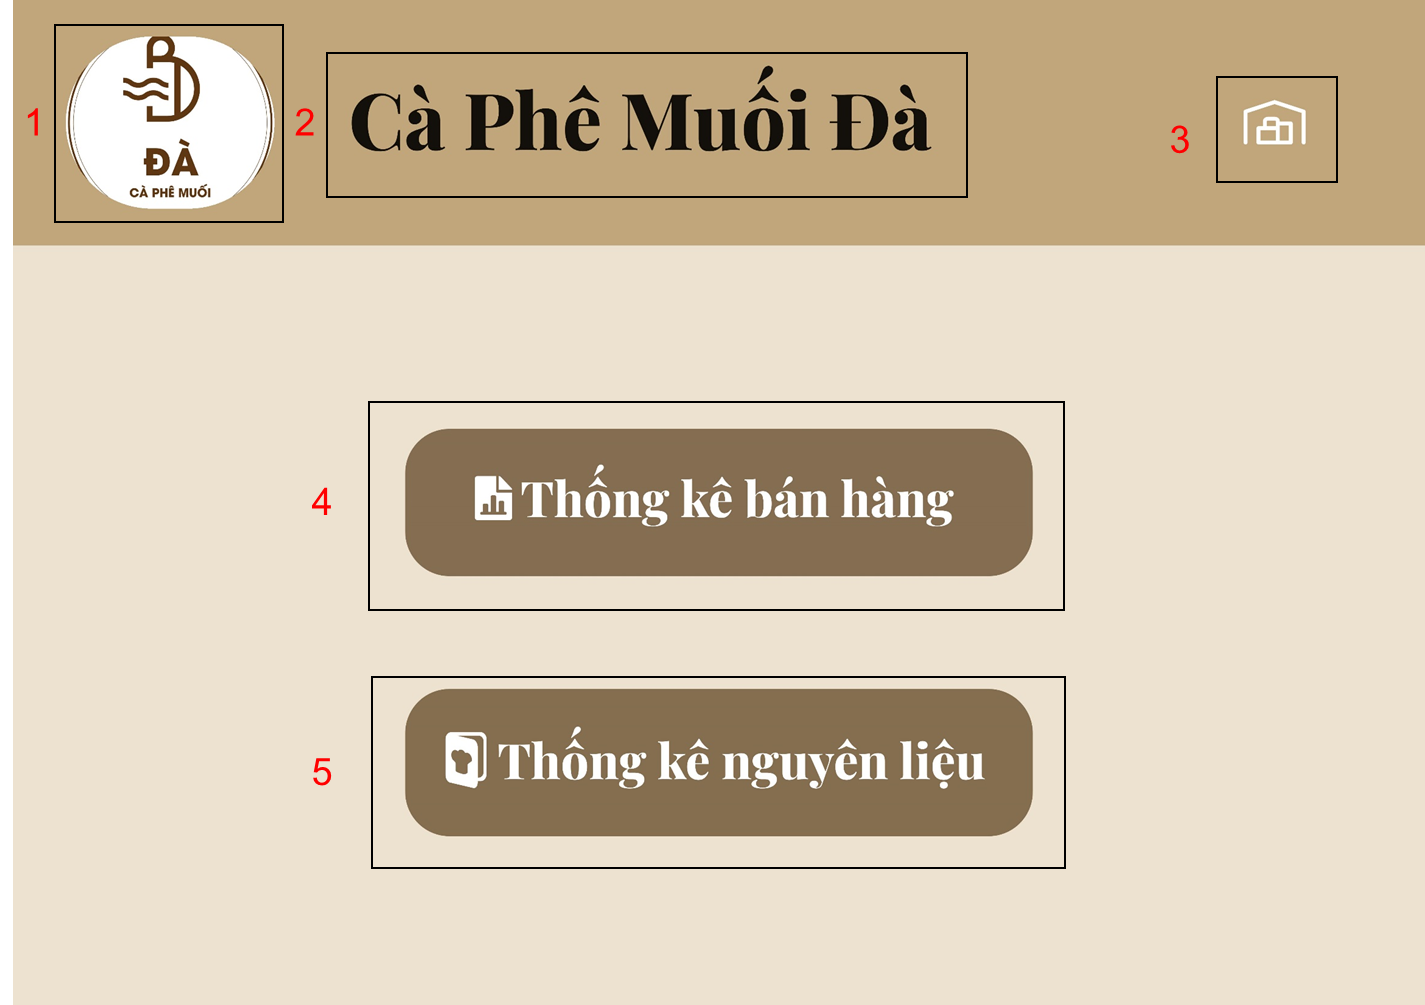 1
ĐÀ
CÀ PHÊ MUỐI
2
Cà Phê Muối Đà
3
4
Thống kê bán hàng
5
Thống kê nguyên liệu